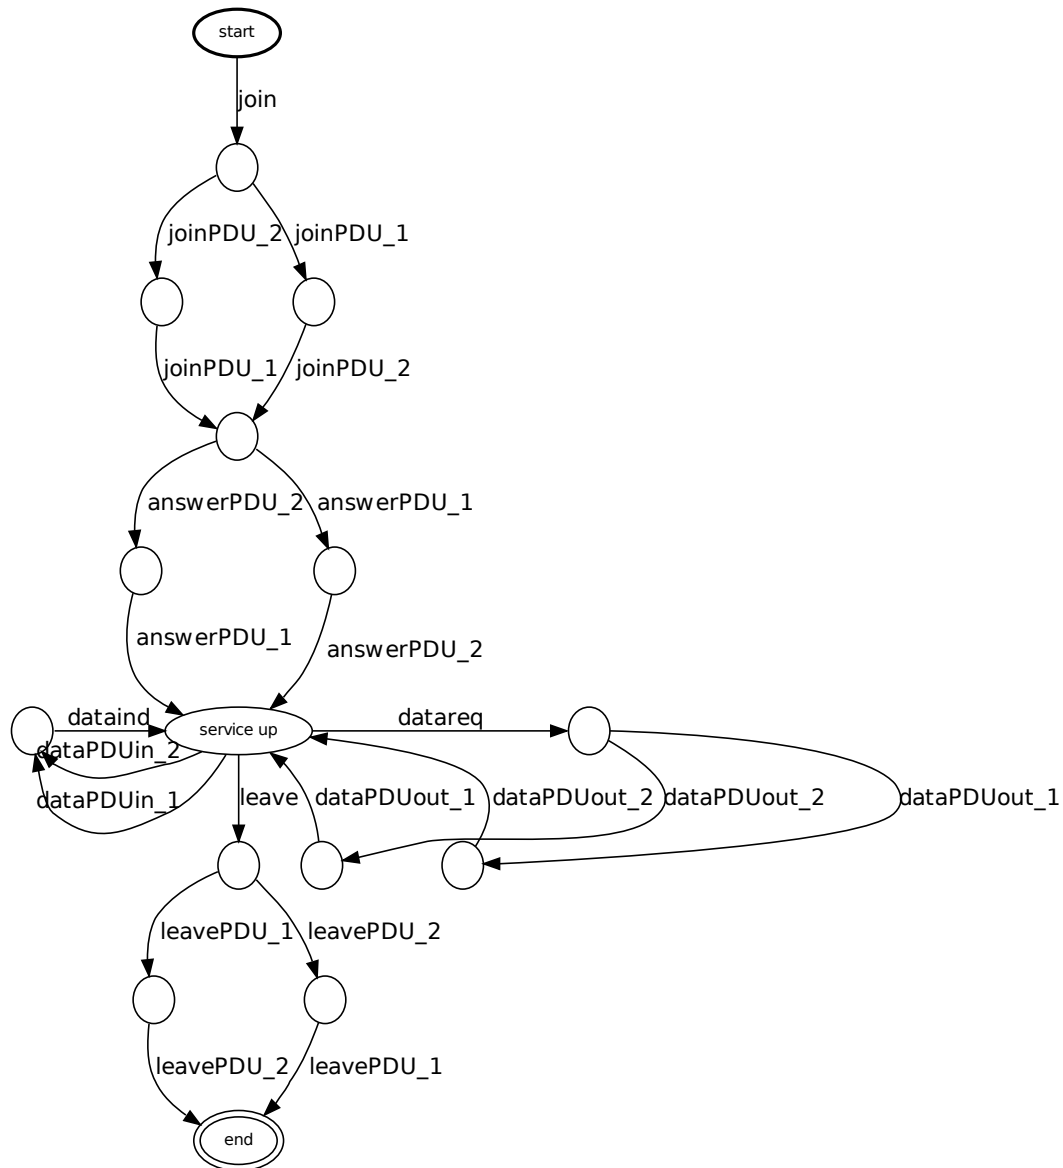 start
join
joinPDU_2
joinPDU_1
joinPDU_1
joinPDU_2
answerPDU_2
answerPDU_1
answerPDU_1
answerPDU_2
dataind
service up
datareq
dataPDUin_2
dataPDUin_1
leave
dataPDUout_1
dataPDUout_2
dataPDUout_2
dataPDUout_1
leavePDU_1
leavePDU_2
leavePDU_2
leavePDU_1
end